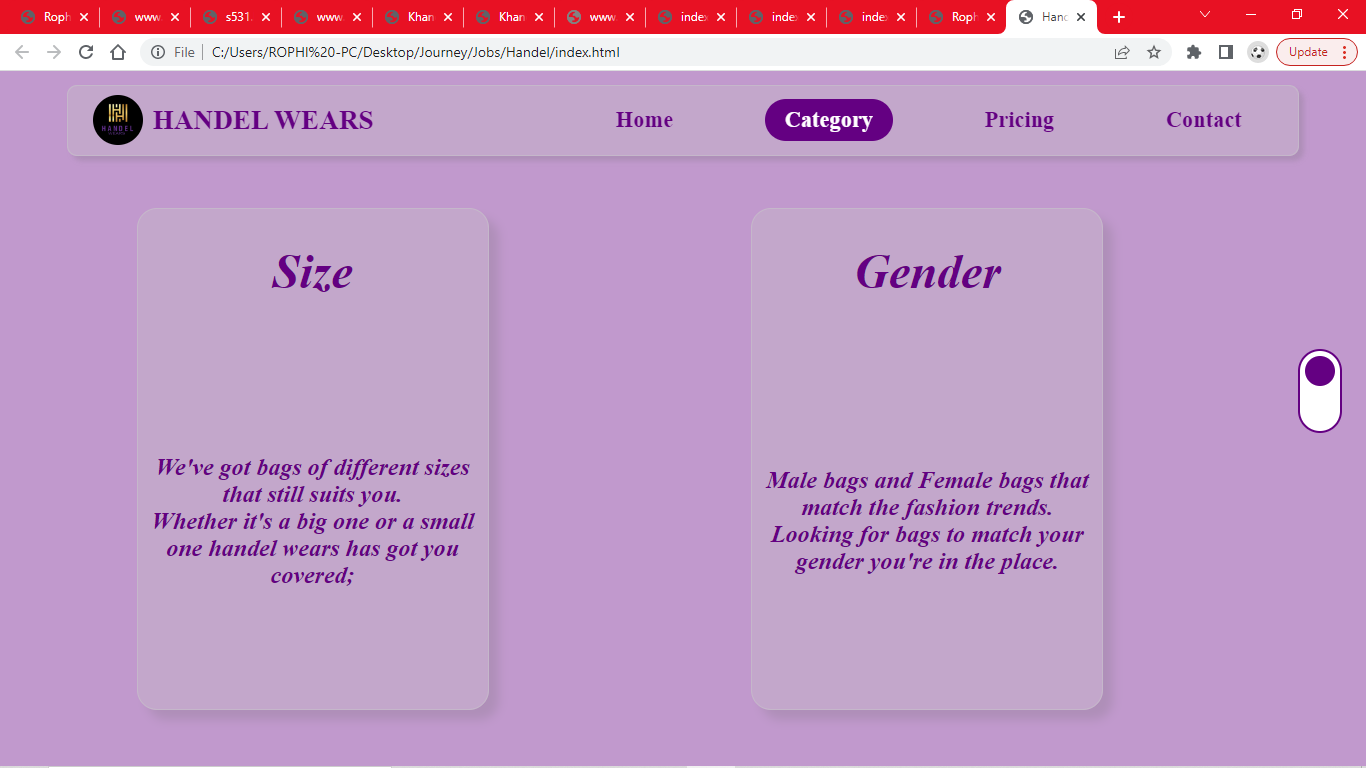 Roph www. s531. www. Khan Khan www. index index index Roph Hand
File C:/Users/ROPHI%20-PC/Desktop/Journey/Jobs/Handel/index.html Update
HANDEL
HANDEL WEARS Home Category Pricing Contact
Size
We've got bags of different sizes
that still suits you.
Whether it's a big one or a small
one handel wears has got you
covered;
Gender
Male bags and Female bags that
match the fashion trends.
Looking for bags to match your
gender you're in the place.